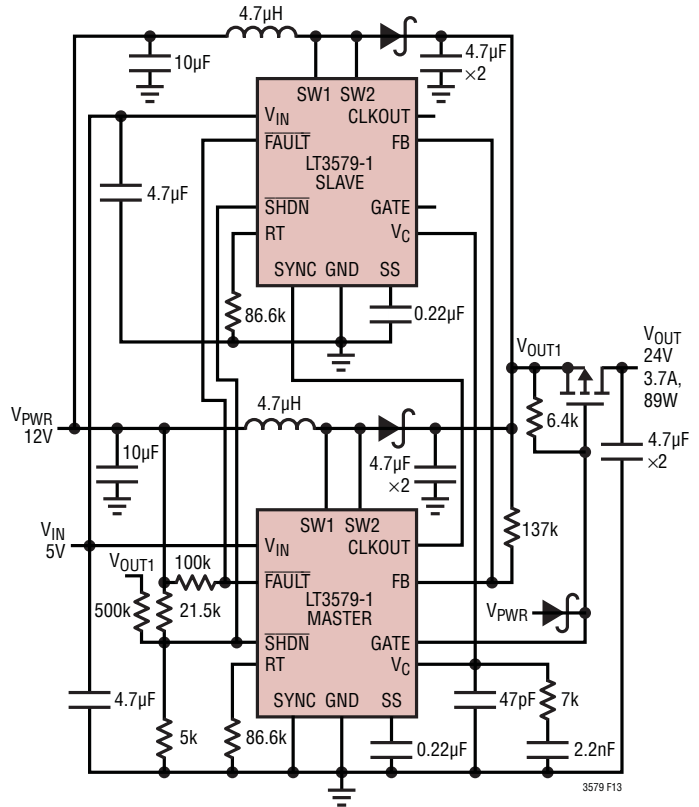 4.7µH
10µF
4.7µF
×2
SW1 SW2
VIN
CLKOUT
FAULT
FB
LT3579-1
SLAVE
4.7µF
SHDN
GATE
RT
VC
SYNC GND SS
86.6k
0.22µF
VOUT1
VOUT
24V
3.7A,
89W
6.4k
VPWR
12V
4.7µH
10µF
4.7µF
×2
4.7µF
×2
SW1 SW2
137k
VIN
5V
VIN
CLKOUT
VOUT1
100k
FAULT
FB
500k
21.5k
LT3579-1
MASTER
VPWR
SHDN
GATE
RT
VC
SYNC GND SS
4.7µF
5k
86.6k
0.22µF
47pF
7k
2.2nF
3579 F13